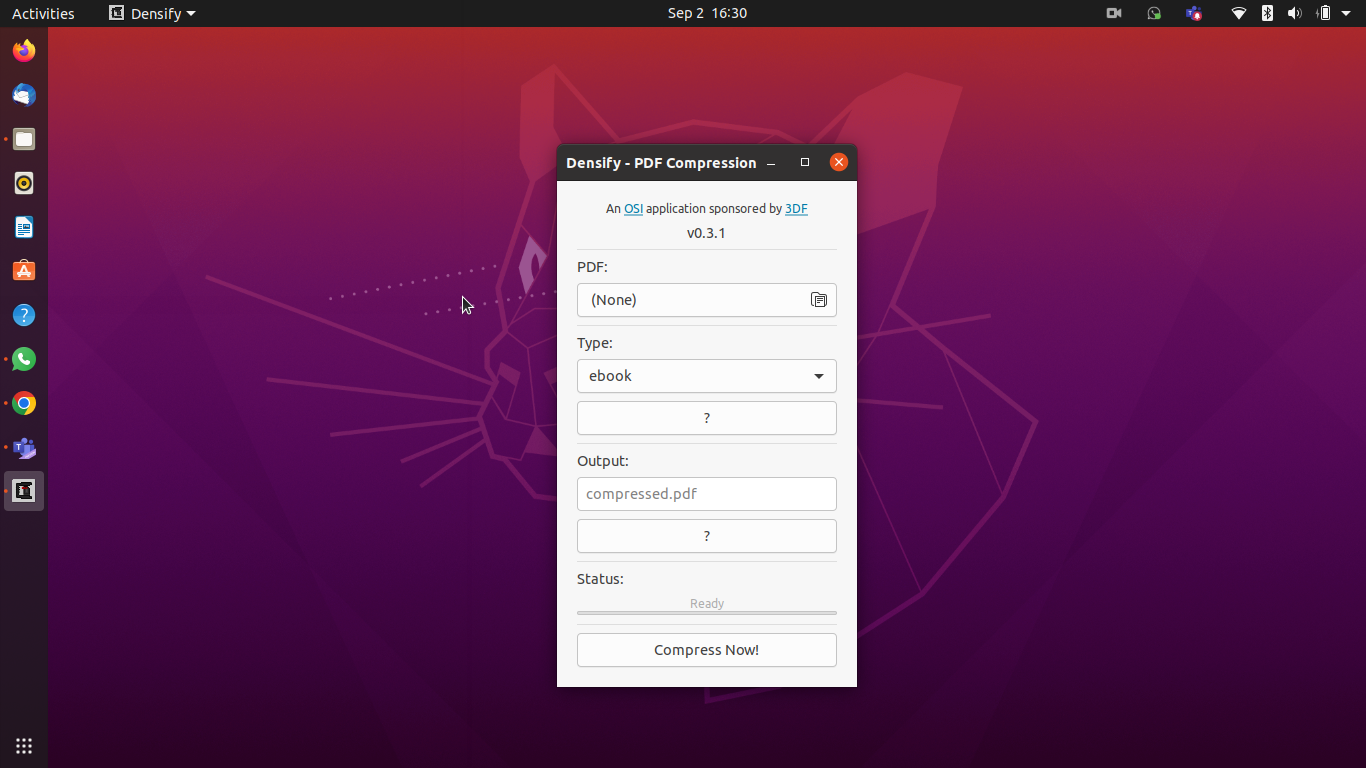 Activities
Densify
Sep 2 16:30
Densify - PDF Compression
An OSI application sponsored by 3DF
v0.3.1
PDF:
(None)
Type:
ebook
?
Output:
compressed.pdf
?
Status:
Ready
Compress Now!